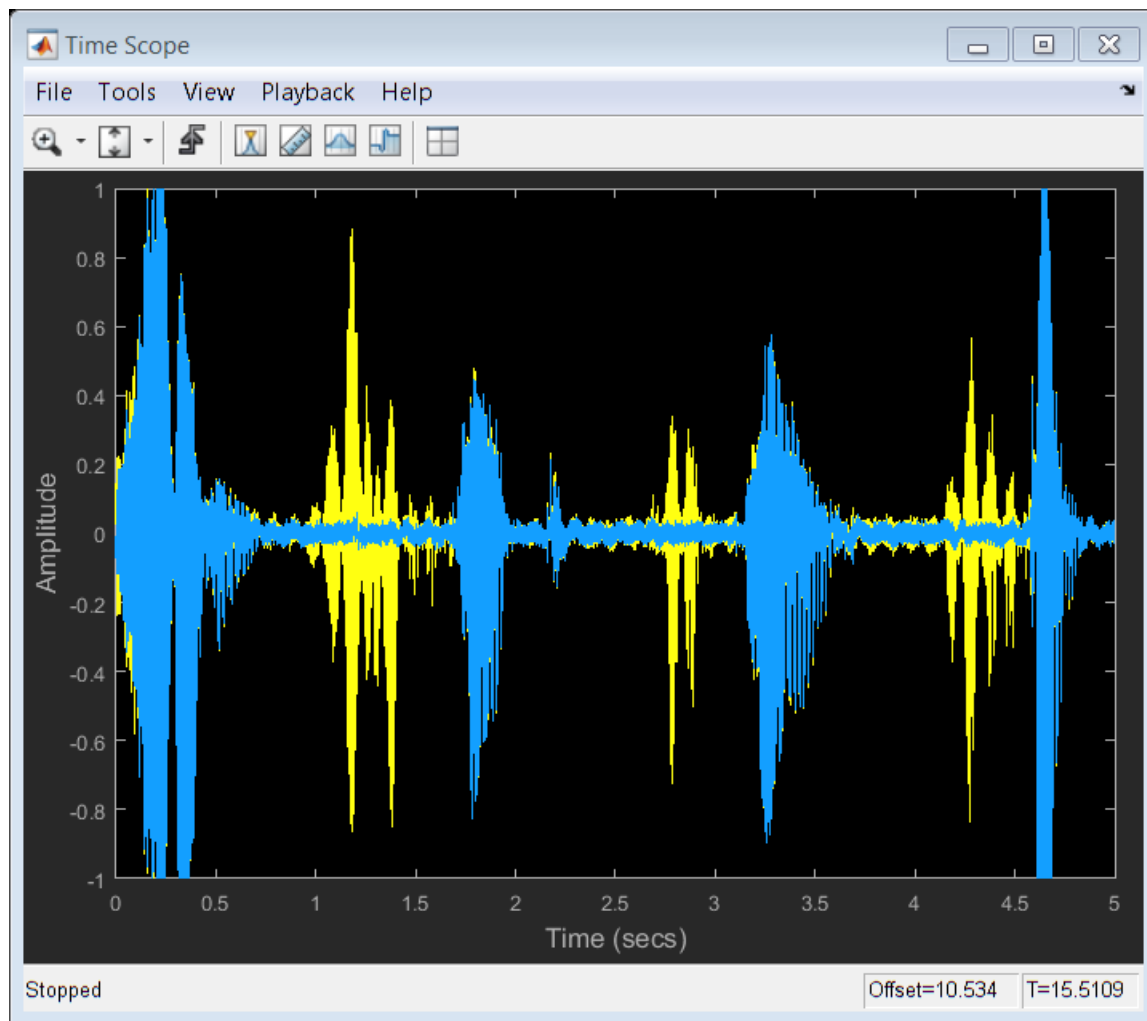 Time Scope
File Tools View Playback Help
1
0.8
0.6
0.4
0.2
0
-0.2
-0.4
-0.6
-0.8
-1
Amplitude
0 0.5 1 1.5 2 2.5 3 3.5 4 4.5 5
Time (secs)
Stopped Offset=10.534 T=15.5109